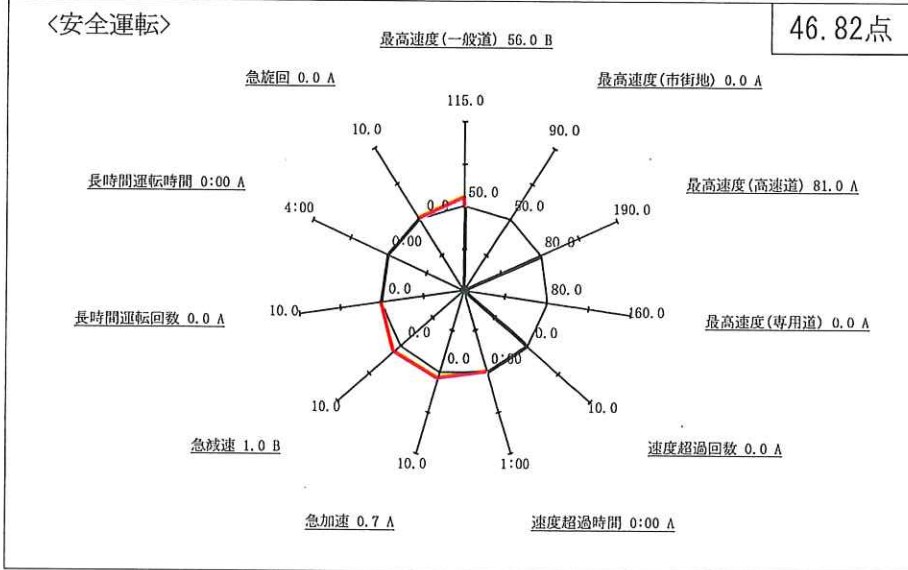 <安全運転>
46.82点
最高速度(一般道) 56.0 B
急旋回 0.0 A
最高速度(市街地) 0.0 A
115.0
10.0
90.0
長時間運転時間 0:00 A
最高速度(高速道) 81.0 A
4:00
190.0
0.0
50.0
50.0
0:00
80.0
0.0
80.0
10.0
160.0
長時間運転回数 0.0 A
最高速度(専用道) 0.0 A
0.0
0.0
0.0
0:00
10.0
10.0
急減速 1.0 B
速度超過回数 0.0 A
10.0
1:00
急加速 0.7 A
速度超過時間 0:00 A